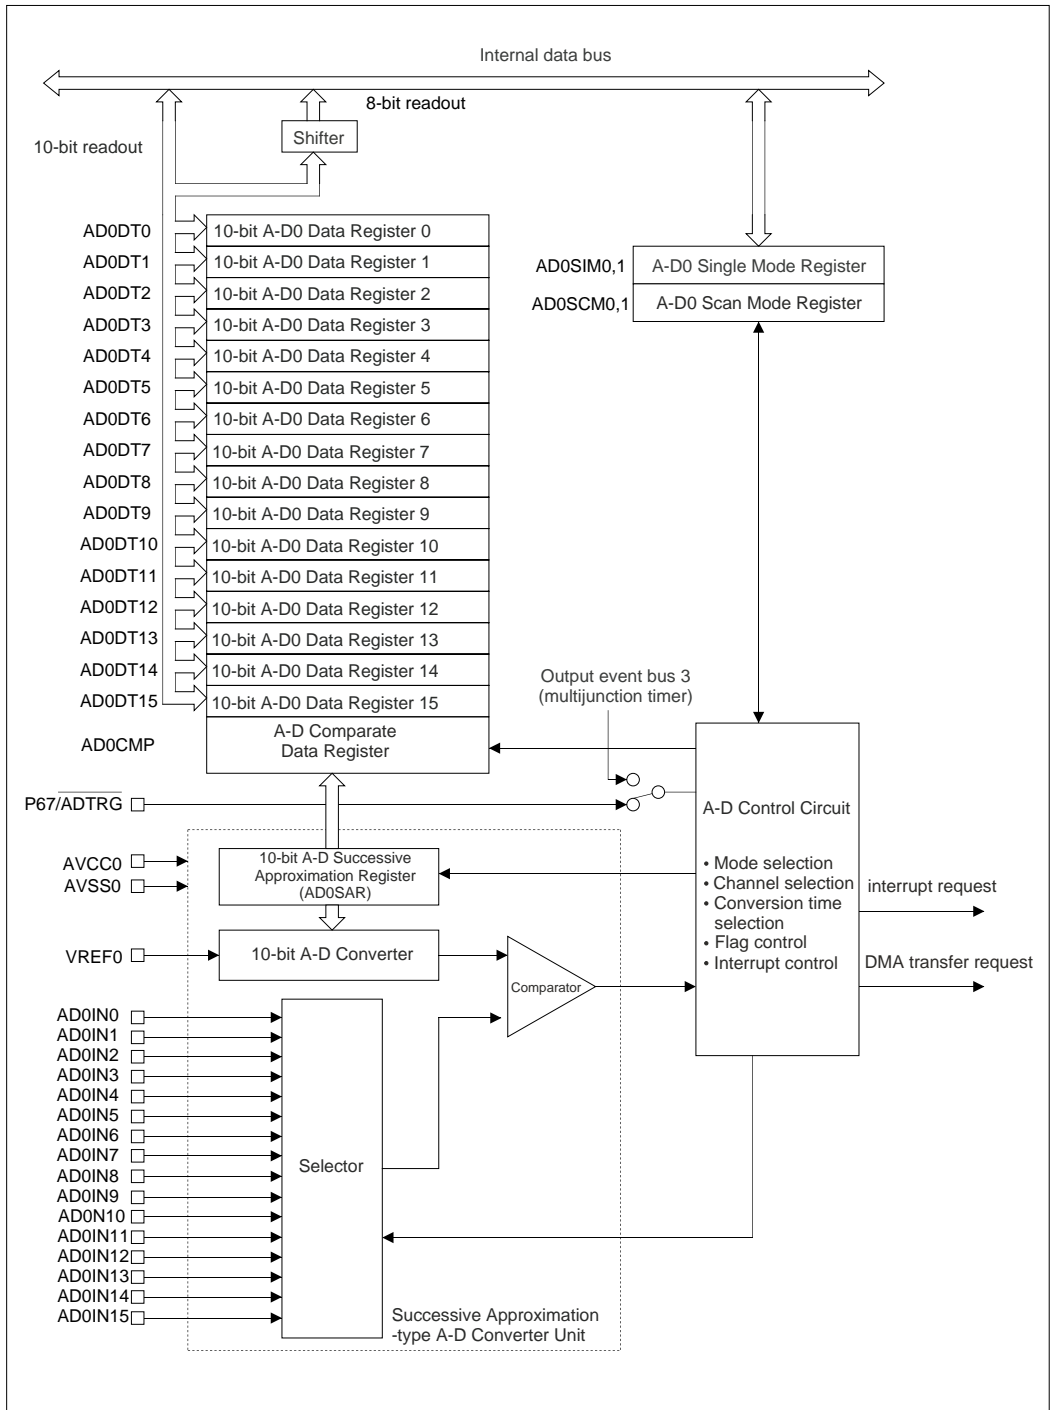 Internal data bus
8-bit readout
Shifter
10-bit readout
AD0DT0 10-bit A-D0 Data Register 0
AD0DT1 10-bit A-D0 Data Register 1
AD0DT2 10-bit A-D0 Data Register 2
AD0DT3 10-bit A-D0 Data Register 3
AD0DT4 10-bit A-D0 Data Register 4
AD0DT5 10-bit A-D0 Data Register 5
AD0DT6 10-bit A-D0 Data Register 6
AD0DT7 10-bit A-D0 Data Register 7
AD0DT8 10-bit A-D0 Data Register 8
AD0DT9 10-bit A-D0 Data Register 9
AD0DT10 10-bit A-D0 Data Register 10
AD0DT11 10-bit A-D0 Data Register 11
AD0DT12 10-bit A-D0 Data Register 12
AD0DT13 10-bit A-D0 Data Register 13
AD0DT14 10-bit A-D0 Data Register 14
AD0DT15 10-bit A-D0 Data Register 15
AD0CMP A-D Comparate
Data Register
AD0SIM0,1 A-D0 Single Mode Register
AD0SCM0,1 A-D0 Scan Mode Register
Output event bus 3
(multijunction timer)
P67/ADTRG
A-D Control Circuit
• Mode selection
• Channel selection
• Conversion time
selection
• Flag control
• Interrupt control
interrupt request
DMA transfer request
AVCC0
AVSS0
10-bit A-D Successive
Approximation Register
(AD0SAR)
VREF0
10-bit A-D Converter
Comparator
AD0IN0
AD0IN1
AD0IN2
AD0IN3
AD0IN4
AD0IN5
AD0IN6
AD0IN7
AD0IN8
AD0IN9
AD0N10
AD0IN11
AD0IN12
AD0IN13
AD0IN14
AD0IN15
Selector
Successive Approximation
-type A-D Converter Unit